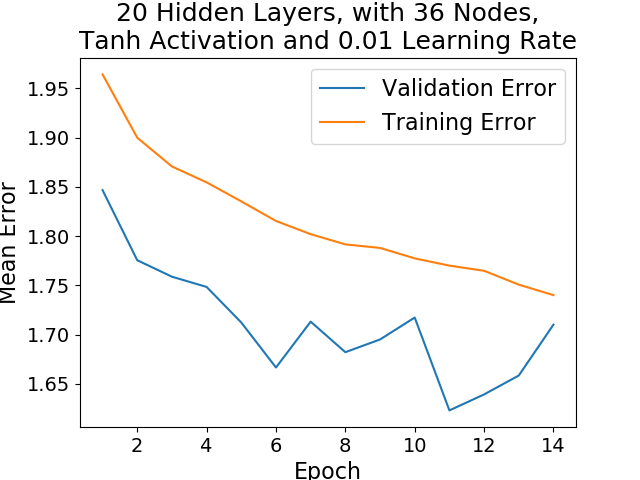 20 Hidden Layers, with 36 Nodes,
Tanh Activation and 0.01 Learning Rate
Validation Error
Training Error
1.95
1.90
1.85
1.80
1.75
1.70
1.65
Mean Error
2 4 6 8 10 12 14
Epoch